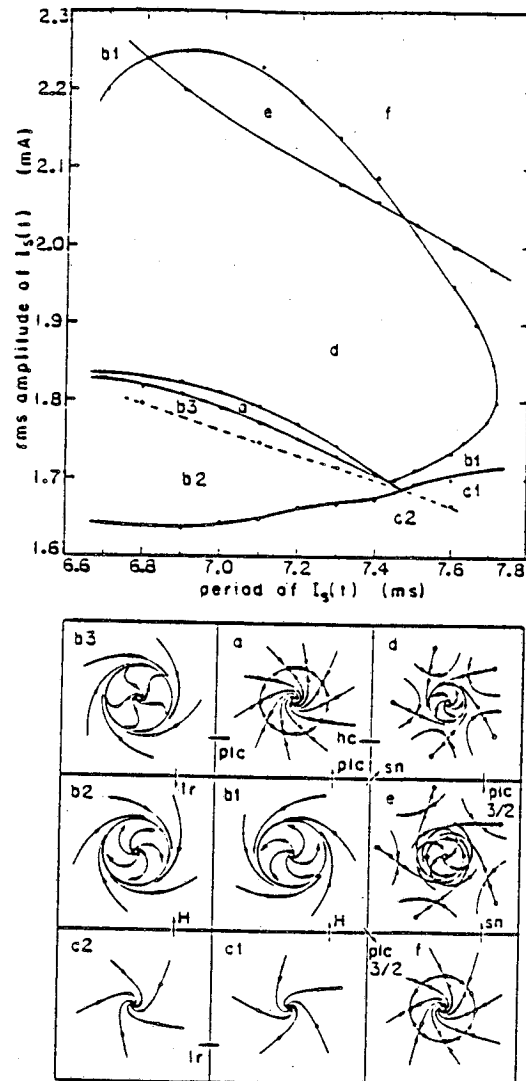 2.3
b1
e
f
2.2
2.1
2.0
d
1.9
1.8
b3
a
1.7
b2
b1
c1
c2
1.6
6.6 6.8 7.0 7.2 7.4 7.6 7.8
period of Is(t) (ms)
rms amplitude of Is(t) (mA)
b3
a
d
plc
hc
lr
plc
sn
plc
3/2
b2
b1
e
H
H
plc
3/2
sn
c2
c1
f
lr